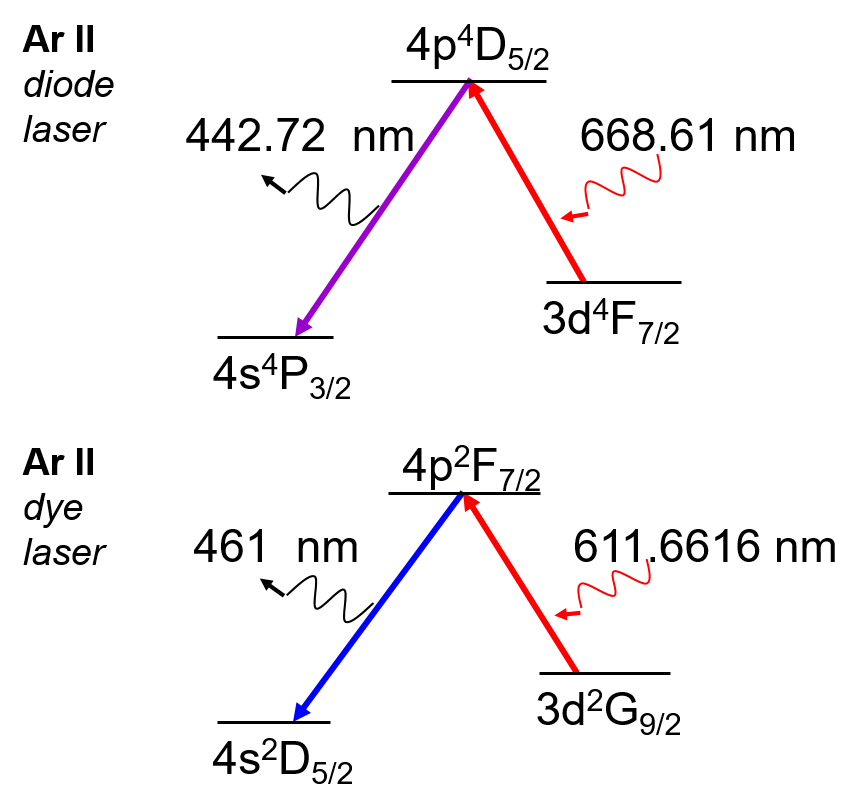 Ar II
diode
laser
4p⁴D₅/₂
442.72 nm
668.61 nm
3d⁴F₇/₂
4s⁴P₃/₂
Ar II
dye
laser
4p²F₇/₂
461 nm
611.6616 nm
3d²G₉/₂
4s²D₅/₂